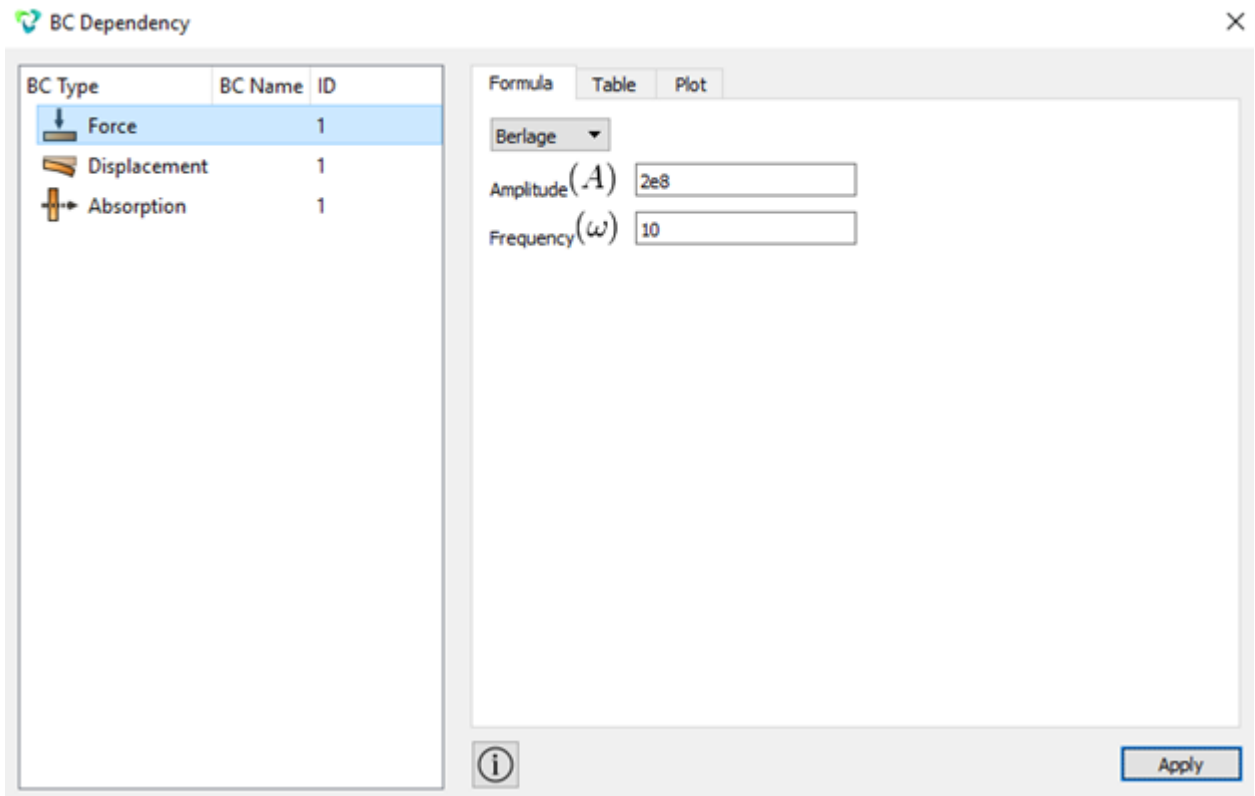 BC Dependency
BC Type BC Name ID
Force 1
Displacement 1
Absorption 1
Formula Table Plot
Berlage
Amplitude(A) 2e8
Frequency(ω) 10
i
Apply